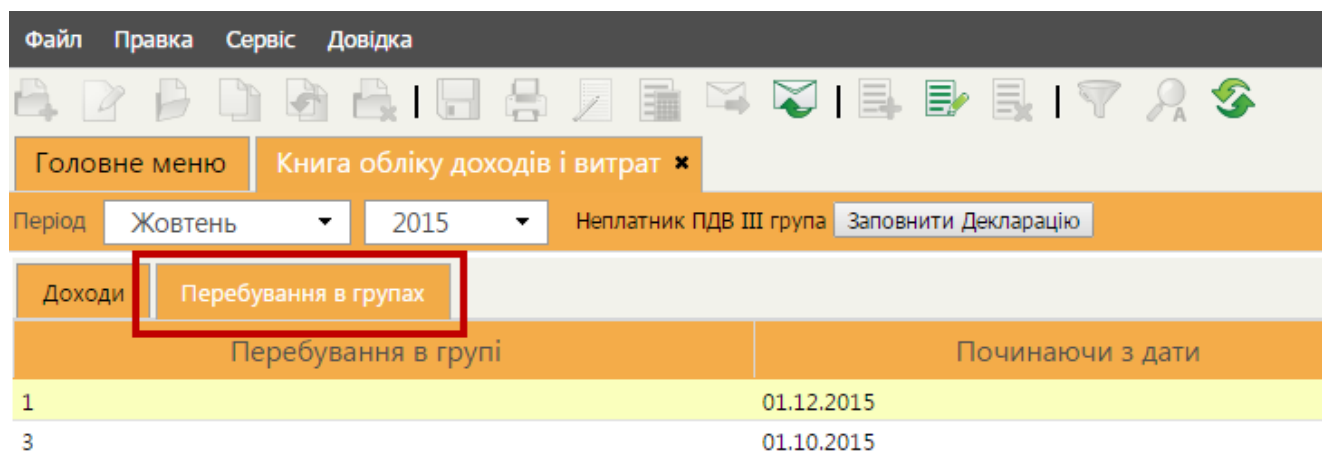 Файл Правка Сервіс Довідка
Головне меню Книга обліку доходів і витрат ✖
Період Жовтень 2015 Неплатник ПДВ III група Заповнити Декларацію
Доходи Перебування в групах
Перебування в групі Починаючи з дати
1 01.12.2015
3 01.10.2015